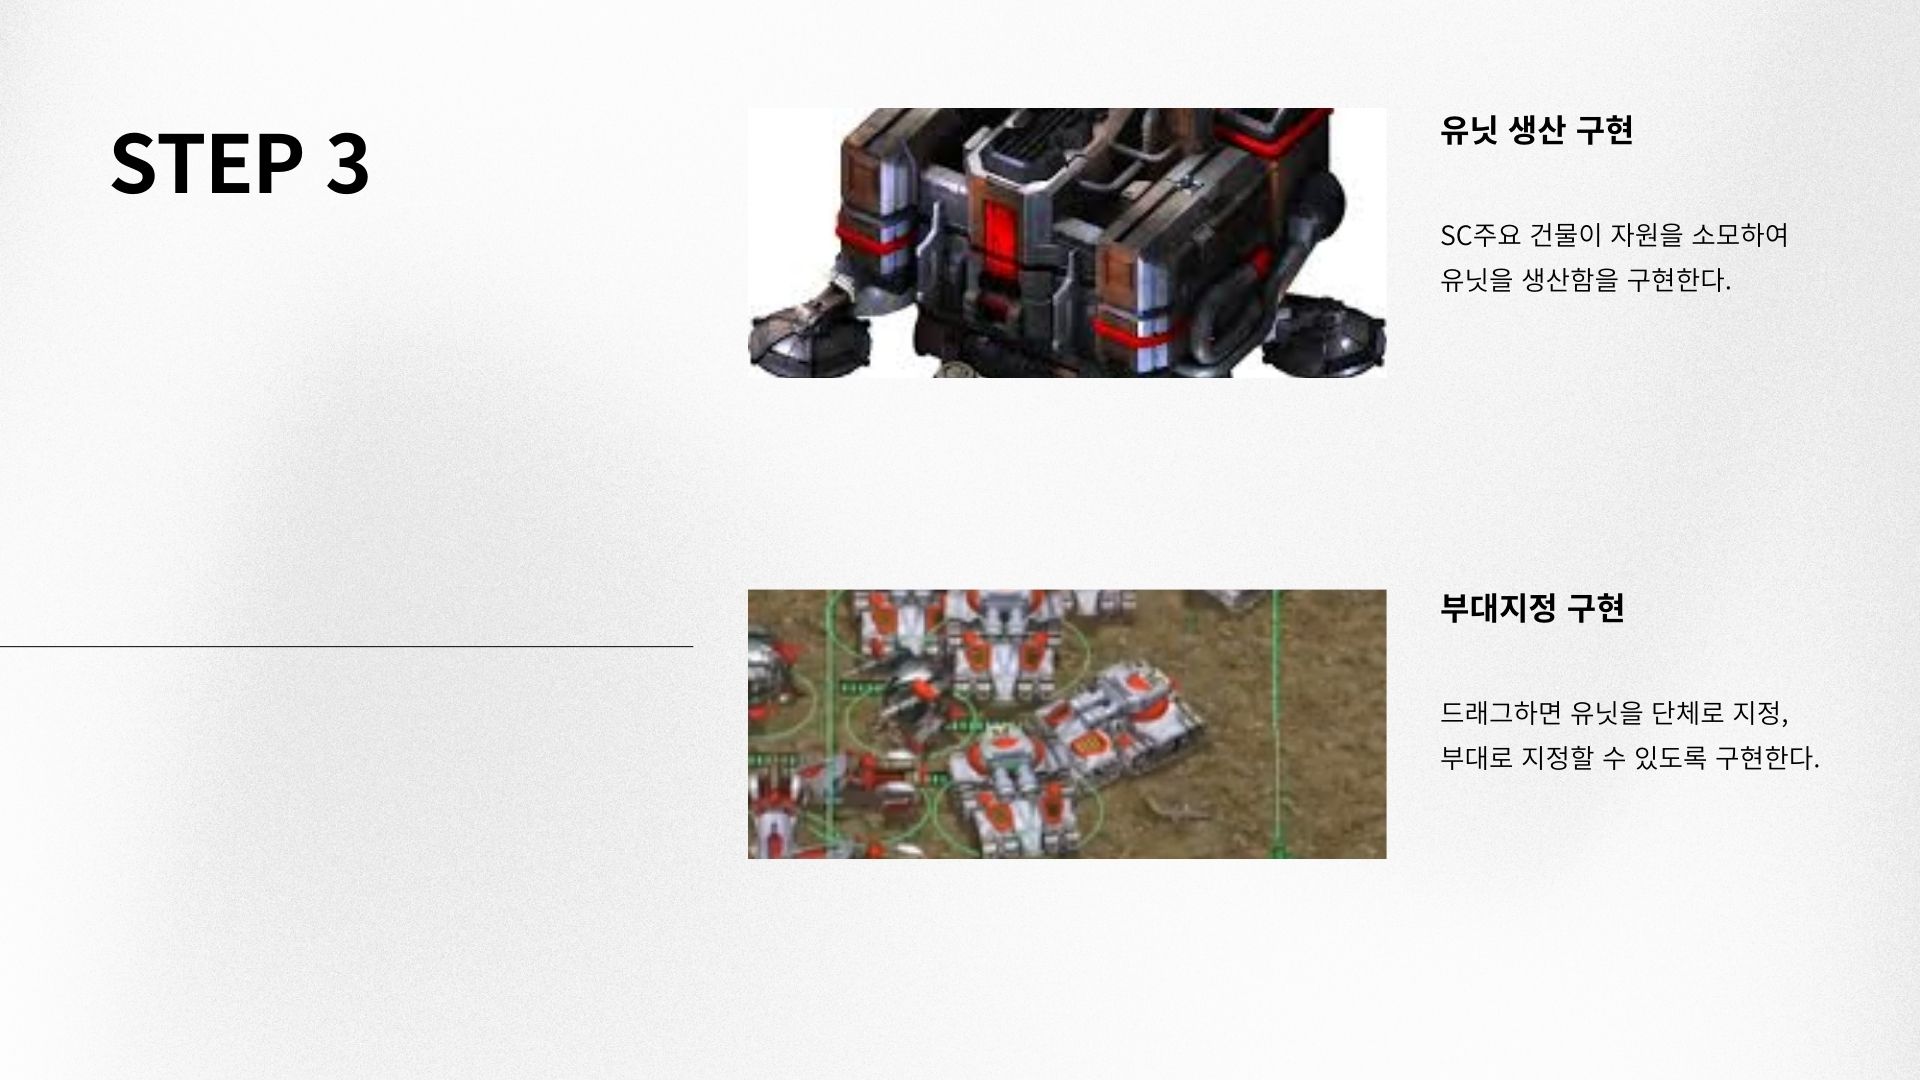 STEP 3
유닛 생산 구현
SC주요 건물이 자원을 소모하여
유닛을 생산함을 구현한다.
부대지정 구현
드래그하면 유닛을 단체로 지정,
부대로 지정할 수 있도록 구현한다.